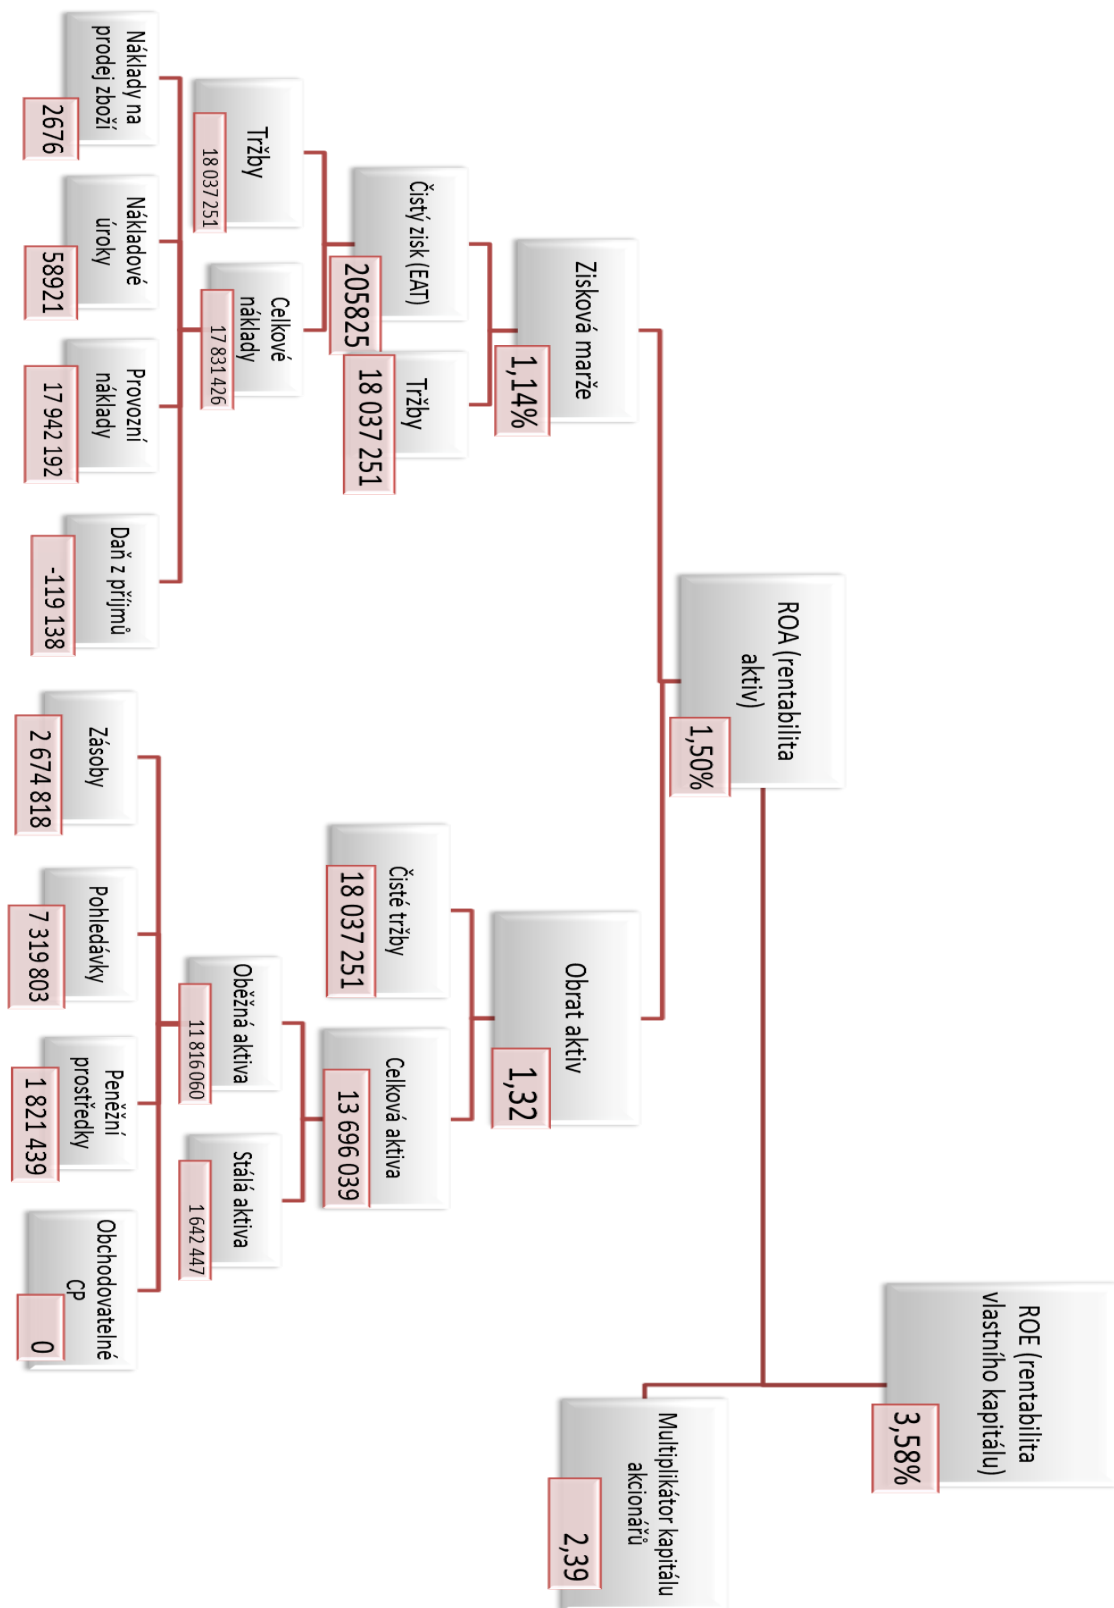 ROE (rentabilita
vlastního kapitálu)
3,58%
ROA (rentabilita
aktiv)
1,50%
Multiplikátor kapitálu
akcionářů
2,39
Zisková marže
1,14%
Obrat aktiv
1,32
Čistý zisk (EAT)
205825
Tržby
18 037 251
Čisté tržby
18 037 251
Celková aktiva
13 696 039
Tržby
18 037 251
Celkové
náklady
17 831 426
Oběžná aktiva
11 816 060
Stálá aktiva
1 642 447
Náklady na
prodej zboží
2676
Nákladové
úroky
58921
Provozní
náklady
17 942 192
Daň z příjmů
-119 138
Zásoby
2 674 818
Pohledávky
7 319 803
Peněžní
prostředky
1 821 439
Obchodovatelné
CP
0